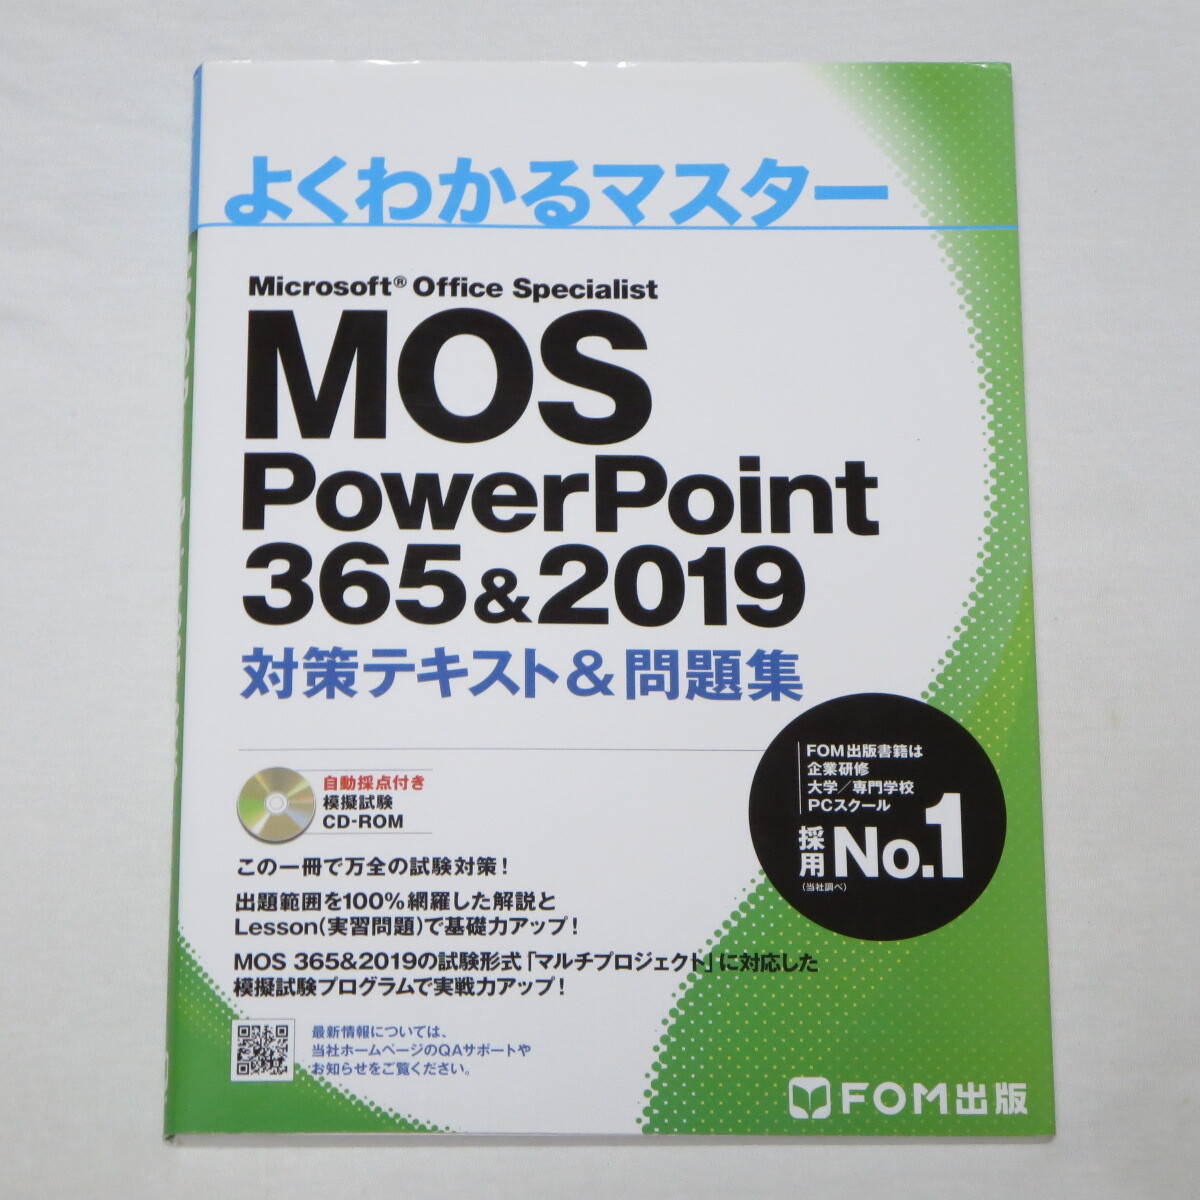 よくわかるマスター
Microsoft® Office Specialist
MOS
PowerPoint
365&2019
対策テキスト&問題集
自動採点付き
模擬試験
CD-ROM
FOM出版書籍は
企業研修
大学／専門学校
PCスクール
採用 No.1
（当社調べ）
この一冊で万全の試験対策！
出題範囲を100%網羅した解説と
Lesson(実習問題)で基礎力アップ！
MOS 365&2019の試験形式「マルチプロジェクト」に対応した
模擬試験プログラムで実戦力アップ！
最新情報については、
当社ホームページのQAサポートや
お知らせをご覧ください。
FOM出版